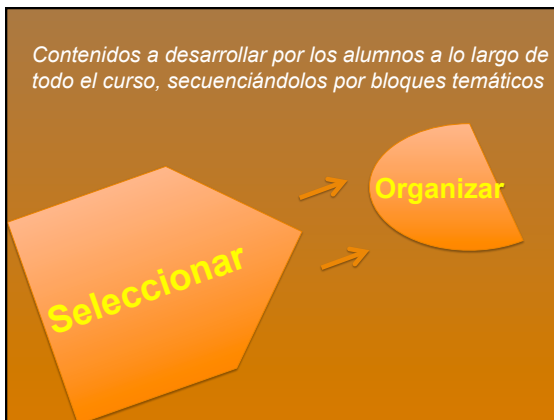 Contenidos a desarrollar por los alumnos a lo largo de
todo el curso, secuenciándolos por bloques temáticos
Organizar
Seleccionar